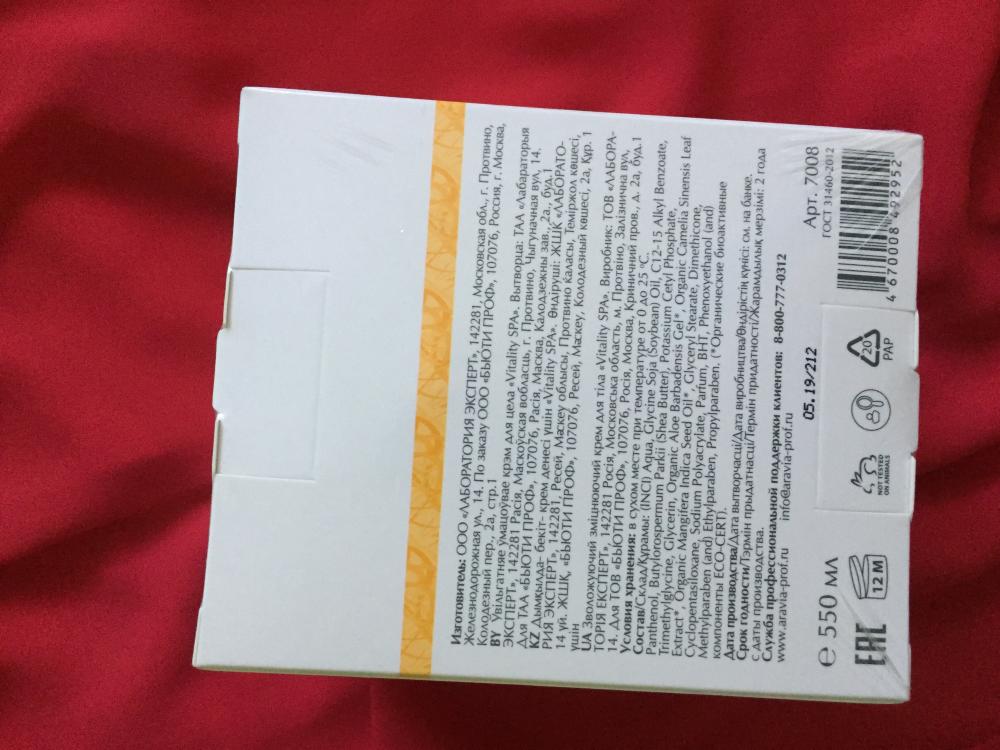 Изготовитель: ООО «ЛАБОРАТОРИЯ ЭКСПЕРТ», 142281, Московская обл., г. Протвино,
Железнодорожная ул., 14. По заказу ООО «БЬЮТИ ПРОФ», 107076, Россия, г. Москва,
Колодезный пер., 2а, стр.1
BY Увільгатняе ўмацоўвае крэм для цела «Vitality SPA». Вытворца: ТАА «Лабараторыя
ЭКСПЕРТ», 142281 Расія, Маскоўская вобласць, г. Протвино, Чыгуначная вул, 14.
Для ТАА «БЬЮТИ ПРОФ», 107076, Расія, Масква, Калодзежны зав., 2а., буд.1
KZ Дымқылда- бекіт- крем денесі үшін «Vitality SPA». Өндіруші: ЖШҚ «ЛАБОРАТО-
РИЯ ЭКСПЕРТ», 142281, Ресей, Мәскеу облысы, Протвино қаласы, Теміржол көшесі,
14 үй. ЖШҚ, «БЬЮТИ ПРОФ», 107076, Ресей, Мәскеу, Колодезный көшесі, 2а, Құр. 1
үшін
UA Зволожуючий зміцнюючий крем для тіла «Vitality SPA», Виробник: ТОВ «ЛАБОРА-
ТОРІЯ ЕКСПЕРТ», 142281 Росія, Московська область, м. Протвіно, Залізнична вул,
14. Для ТОВ «БЬЮТИ ПРОФ», 107076, Росія, Москва, Криничний пров., д. 2а, буд.1
Условия хранения: в сухом месте при температуре от 0 до 25 °C.
Состав/Склад/Құрамы: (INCI) Aqua, Glycine Soja (Soybean) Oil, C12-15 Alkyl Benzoate,
Panthenol, Butyrospermum Parkii (Shea Butter), Potassium Cetyl Phosphate,
Trimethylglycine, Glycerin, Organic Aloe Barbadensis Gel*, Organic Camelia Sinensis Leaf
Extract*, Organic Mangifera Indica Seed Oil*, Glyceryl Stearate, Dimethicone,
Cyclopentasiloxane, Sodium Polyacrylate, Parfum, BHT, Phenoxyethanol (and)
Methylparaben (and) Ethylparaben, Propylparaben. (*Органические биоактивные
компоненты ECO-CERT).
Дата производства/Дата вытворчасці/Дата виробництва/Өндірістің күнісі: см. на банке.
Срок годности/Тэрмін прыдатнасці/Термін придатності/Жарамдылық мерзімі: 2 года
с даты производства.
Служба профессиональной поддержки клиентов: 8-800-777-0312
www.aravia-prof.ru info@aravia-prof.ru
05.19/212
Арт. 7008
ГОСТ 31460-2012
℮ 550 МЛ
EAC
12 M
NOT TESTED
ON ANIMALS
20
PAP
4 670008 492952